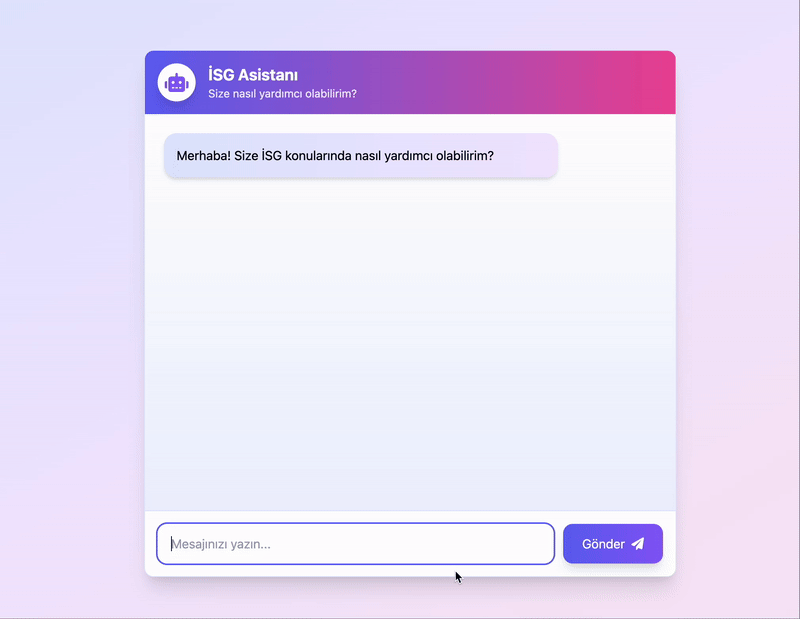 İSG Asistanı
Size nasıl yardımcı olabilirim?
Merhaba! Size İSG konularında nasıl yardımcı olabilirim?
Mesajınızı yazın...
Gönder